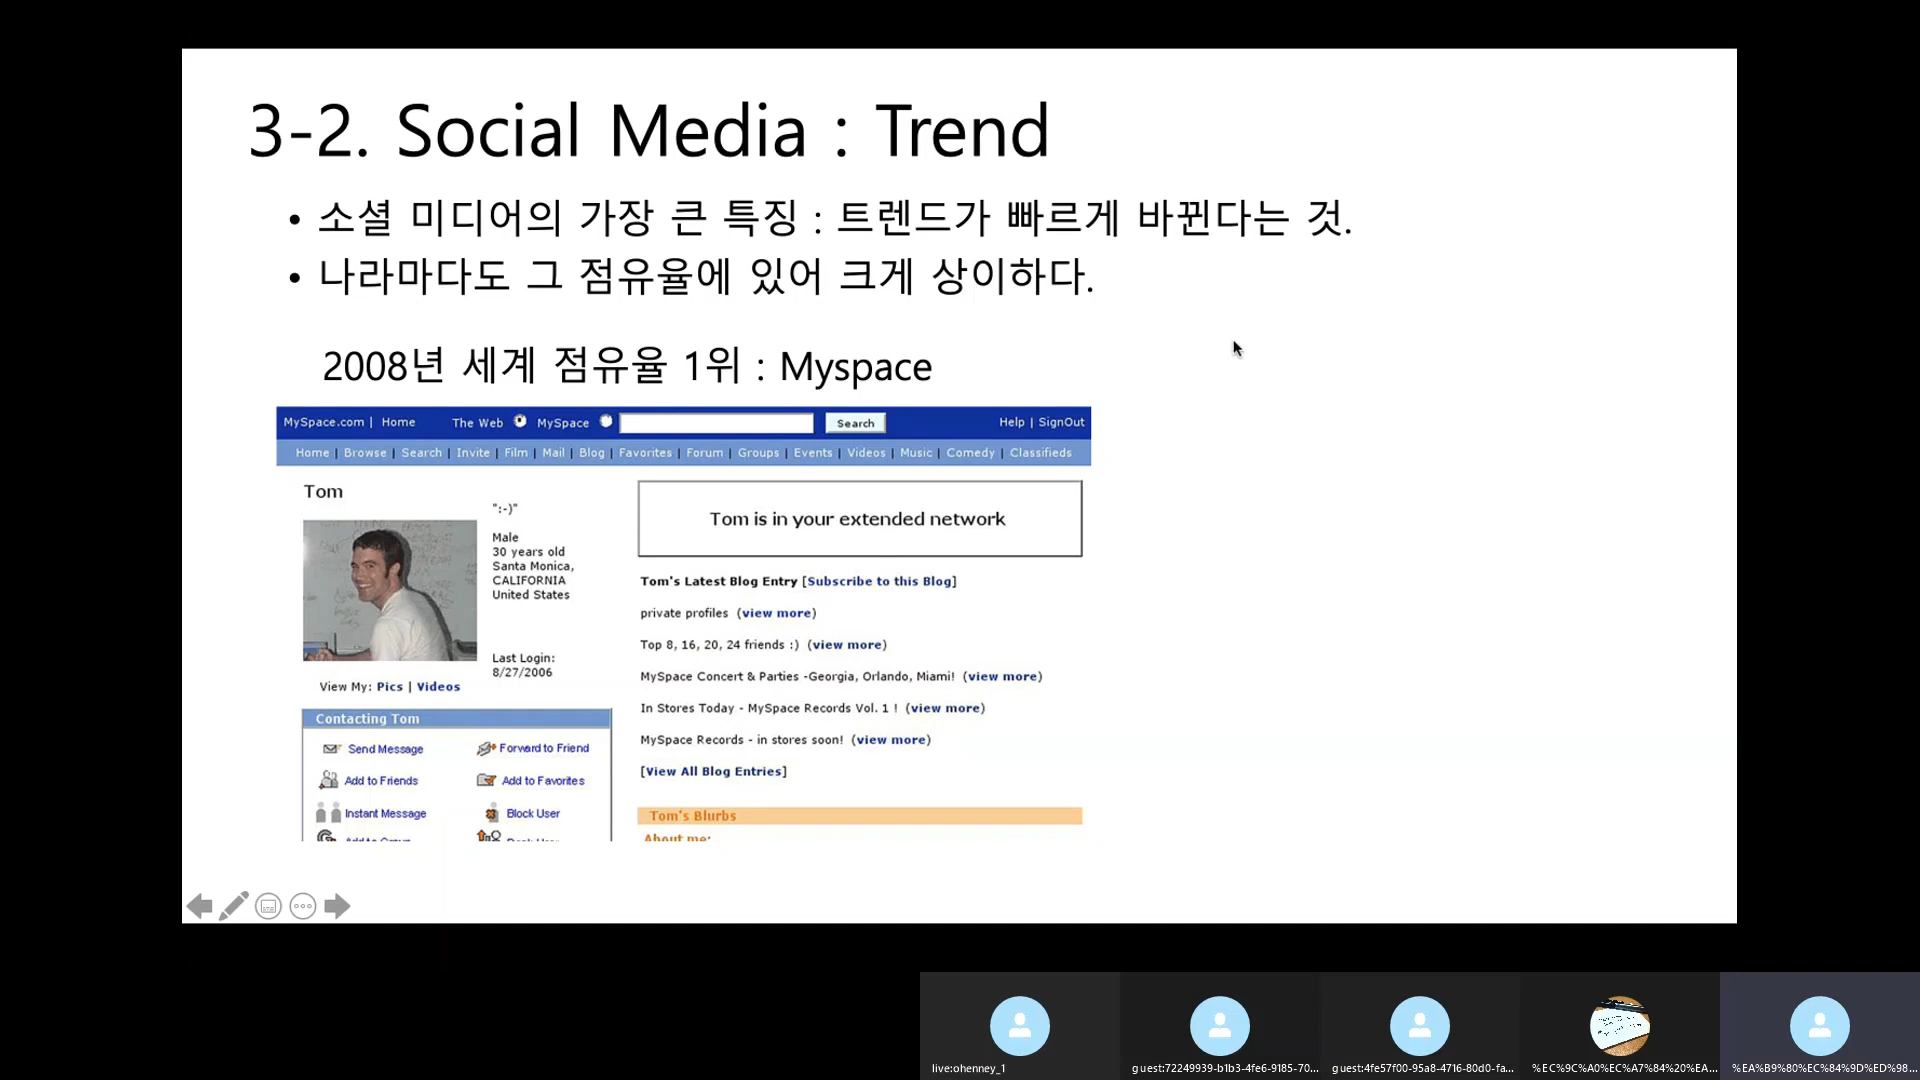 3-2. Social Media : Trend
• 소셜 미디어의 가장 큰 특징 : 트렌드가 빠르게 바뀐다는 것.
• 나라마다도 그 점유율에 있어 크게 상이하다.
2008년 세계 점유율 1위 : Myspace
MySpace.com | Home The Web MySpace Search Help | SignOut
Home | Browse | Search | Invite | Film | Mail | Blog | Favorites | Forum | Groups | Events | Videos | Music | Comedy | Classifieds
Tom
":-)"
Male
30 years old
Santa Monica,
CALIFORNIA
United States
Last Login:
8/27/2006
View My: Pics | Videos
Contacting Tom
Send Message Forward to Friend
Add to Friends Add to Favorites
Instant Message Block User
Tom is in your extended network
Tom's Latest Blog Entry [Subscribe to this Blog]
private profiles (view more)
Top 8, 16, 20, 24 friends :) (view more)
MySpace Concert & Parties -Georgia, Orlando, Miami! (view more)
In Stores Today - MySpace Records Vol. 1 ! (view more)
MySpace Records - in stores soon! (view more)
[View All Blog Entries]
Tom's Blurbs
About me:
live:ohenney_1
guest:72249939-b1b3-4fe6-9185-70...
guest:4fe57f00-95a8-4716-80d0-fa...
%EC%9C%A0%EC%A7%84%20%EA...
%EA%B9%80%EC%84%9D%ED%98...